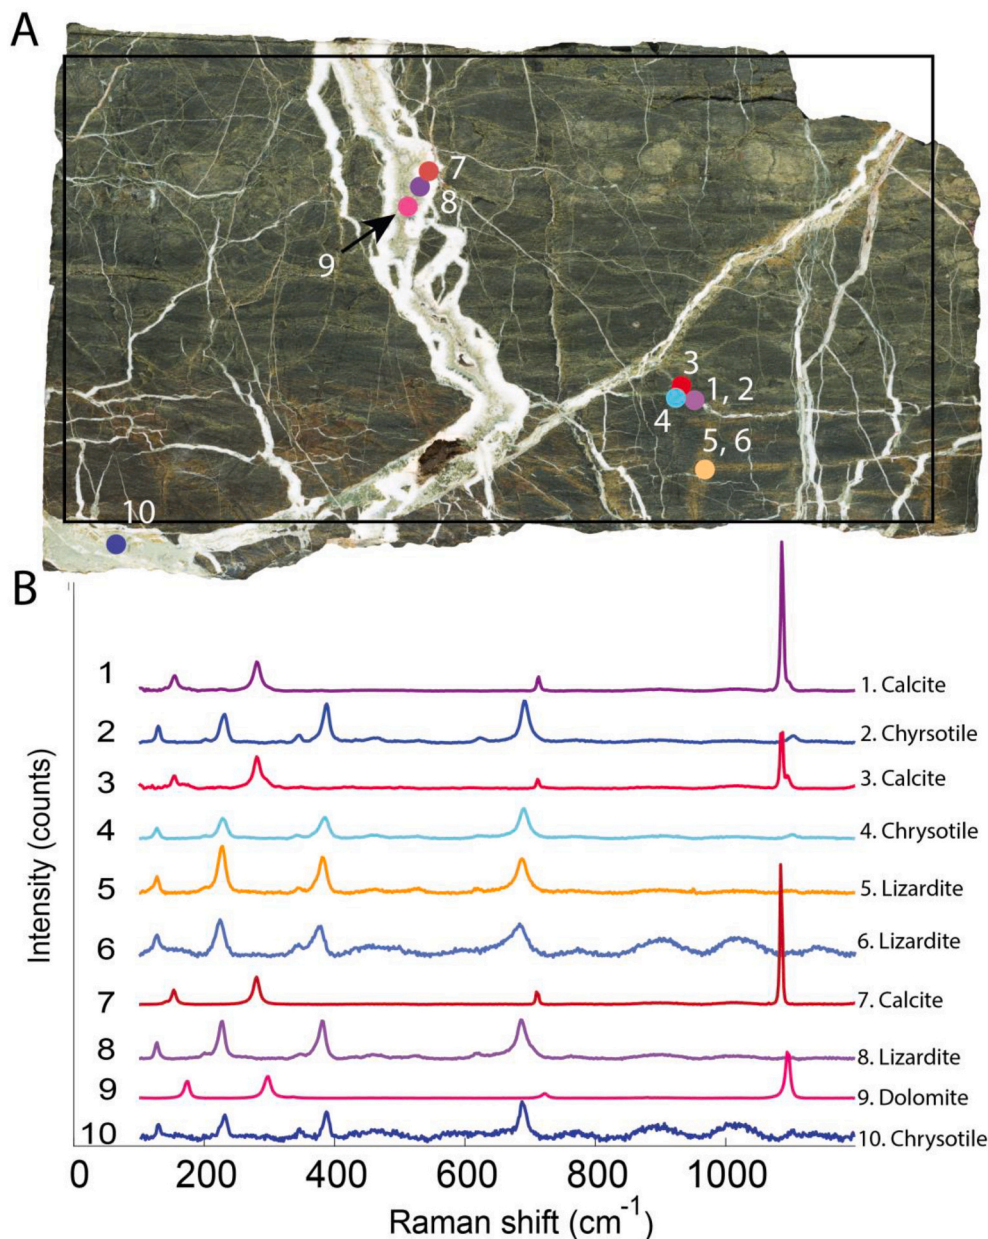 A
7
8
9
3
1, 2
4
5, 6
10
B
Intensity (counts)
1
1. Calcite
2
2. Chyrsotile
3
3. Calcite
4
4. Chrysotile
5
5. Lizardite
6
6. Lizardite
7
7. Calcite
8
8. Lizardite
9
9. Dolomite
10
10. Chrysotile
0 200 400 600 800 1000
Raman shift (cm⁻¹)